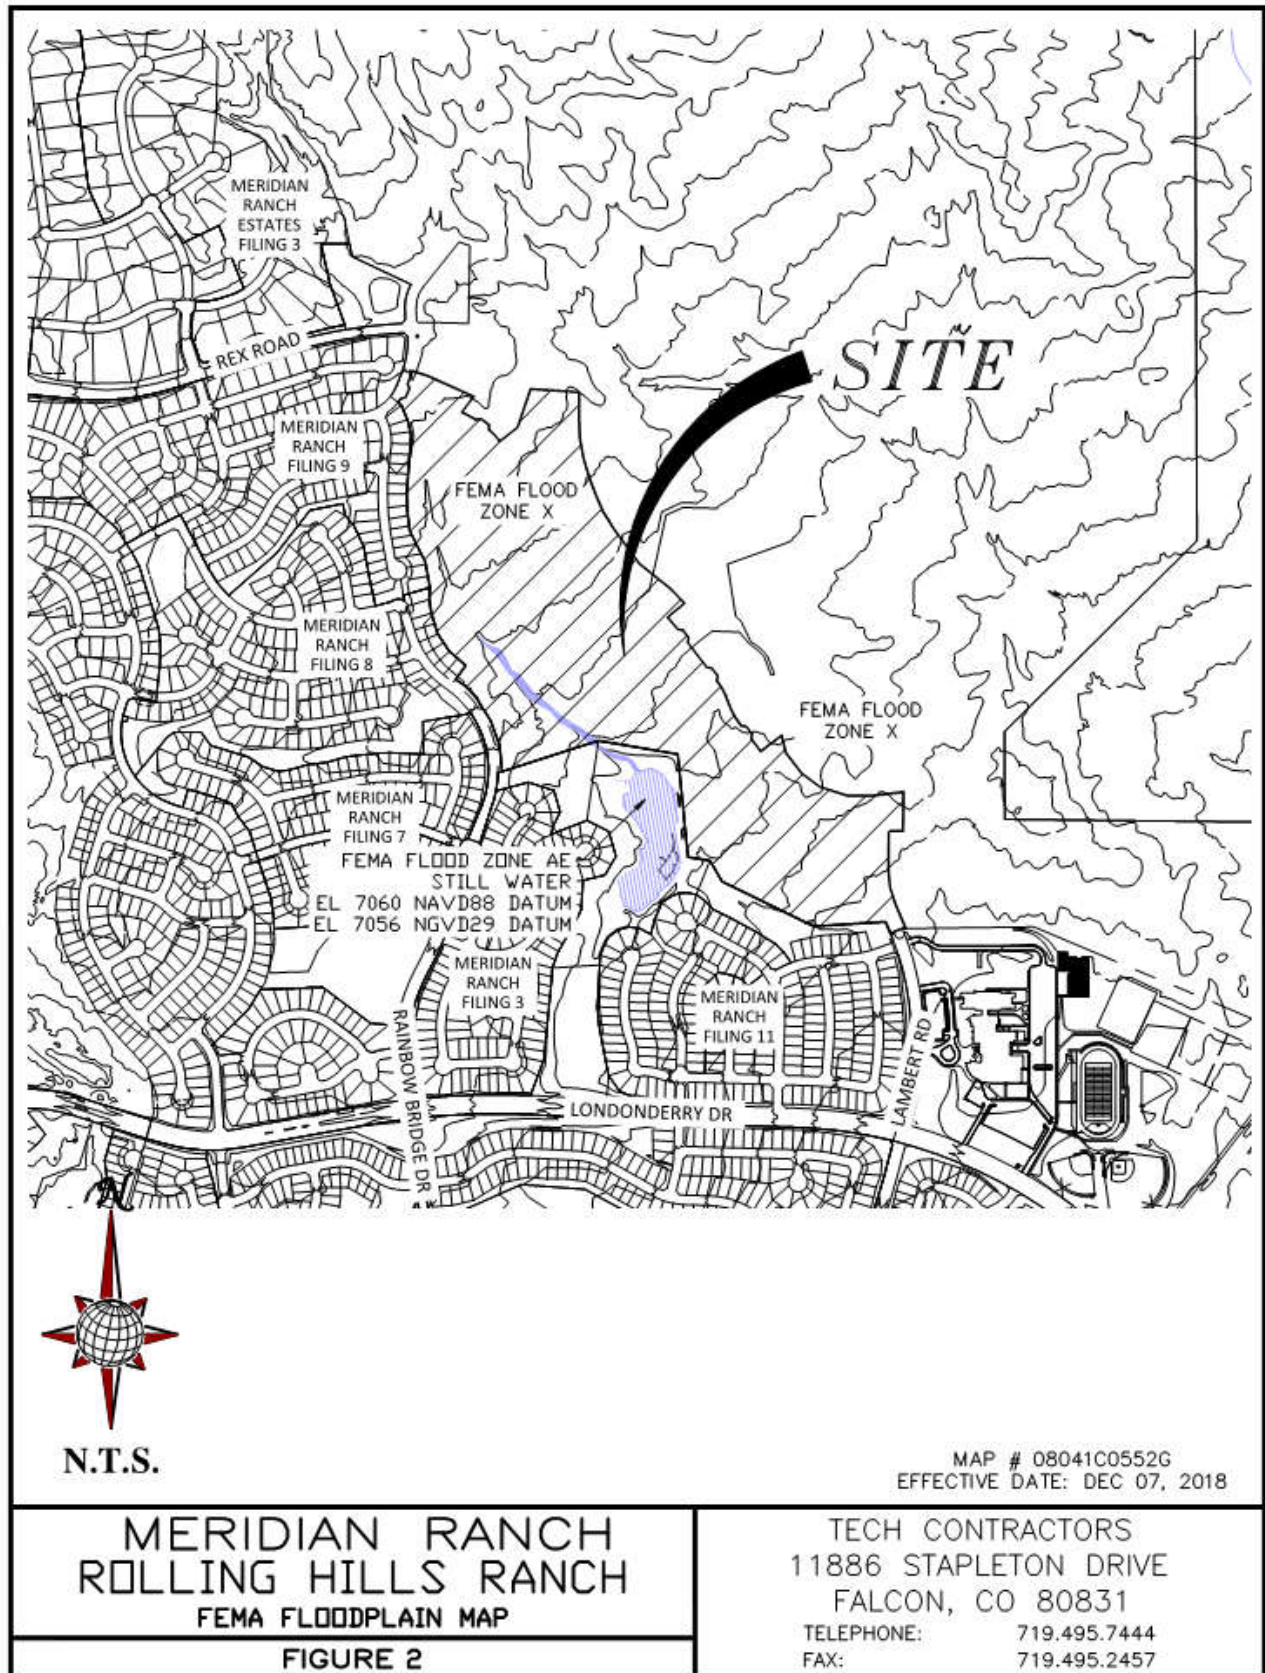 MERIDIAN
RANCH
ESTATES
FILING 3
REX ROAD
SITE
MERIDIAN
RANCH
FILING 9
FEMA FLOOD
ZONE X
MERIDIAN
RANCH
FILING 8
FEMA FLOOD
ZONE X
MERIDIAN
RANCH
FILING 7
FEMA FLOOD ZONE AE
STILL WATER
EL 7060 NAVD88 DATUM
EL 7056 NGVD29 DATUM
MERIDIAN
RANCH
FILING 3
MERIDIAN
RANCH
FILING 11
RAINBOW BRIDGE DR
LAMBERT RD
LONDONDERRY DR
N
N.T.S.
MAP # 08041C0552G
EFFECTIVE DATE: DEC 07, 2018
MERIDIAN RANCH
ROLLING HILLS RANCH
FEMA FLOODPLAIN MAP
FIGURE 2
TECH CONTRACTORS
11886 STAPLETON DRIVE
FALCON, CO 80831
TELEPHONE: 719.495.7444
FAX: 719.495.2457